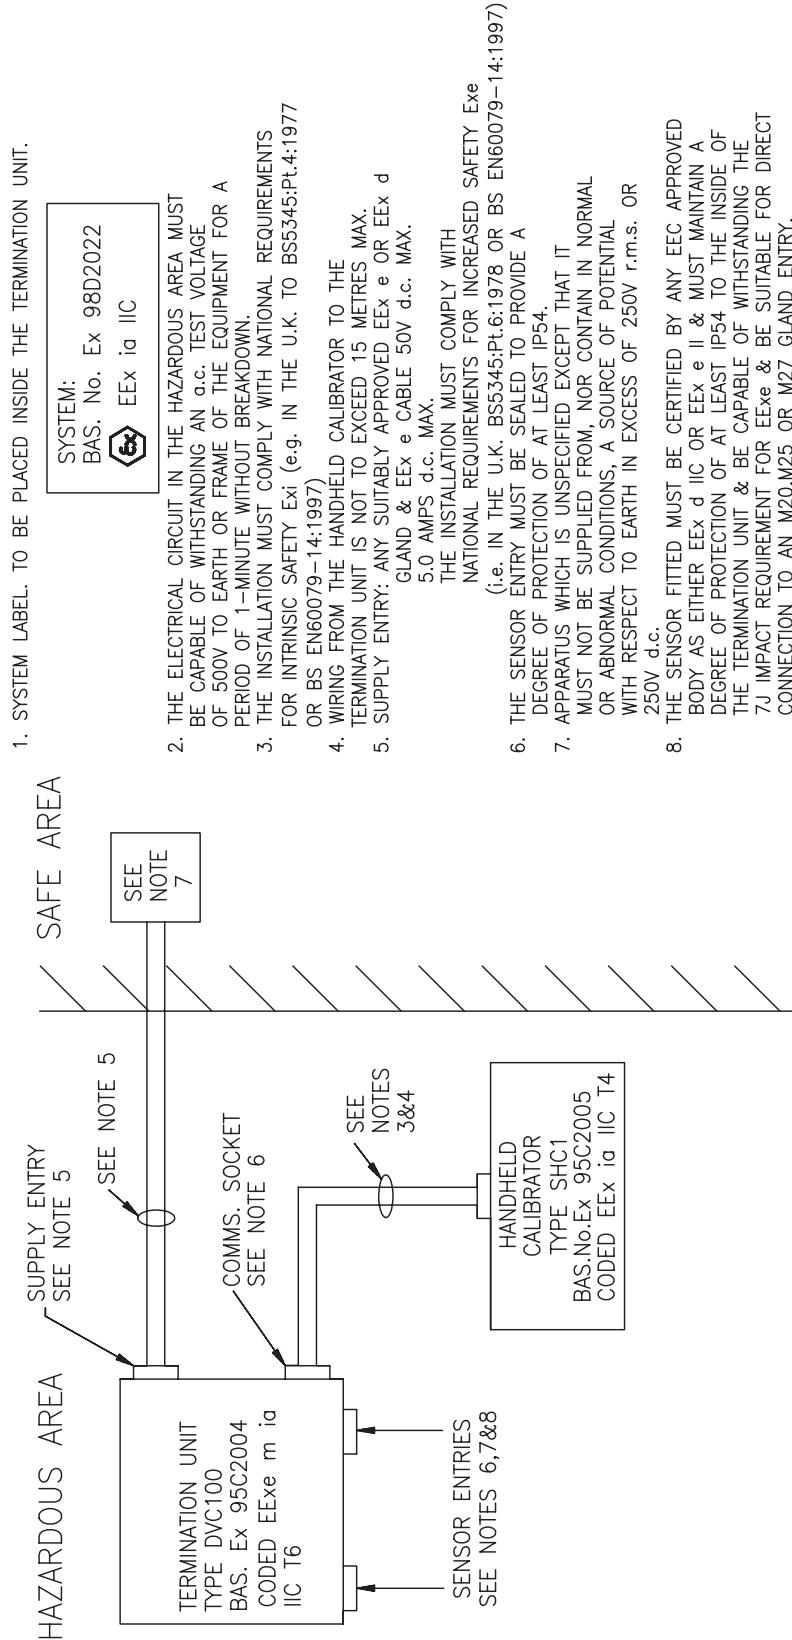 HAZARDOUS AREA
SAFE AREA
SUPPLY ENTRY
SEE NOTE 5
SEE NOTE 5
SEE
NOTE
7
TERMINATION UNIT
TYPE DVC100
BAS. Ex 95C2004
CODED EExe m ia
IIC T6
COMMS. SOCKET
SEE NOTE 6
SEE
NOTES
3&4
SENSOR ENTRIES
SEE NOTES 6,7&8
HANDHELD
CALIBRATOR
TYPE SHC1
BAS.No.Ex 95C2005
CODED EEx ia IIC T4
1. SYSTEM LABEL. TO BE PLACED INSIDE THE TERMINATION UNIT.
SYSTEM:
BAS. No. Ex 98D2022
Ex EEx ia IIC
2. THE ELECTRICAL CIRCUIT IN THE HAZARDOUS AREA MUST
BE CAPABLE OF WITHSTANDING AN a.c. TEST VOLTAGE
OF 500V TO EARTH OR FRAME OF THE EQUIPMENT FOR A
PERIOD OF 1-MINUTE WITHOUT BREAKDOWN.
3. THE INSTALLATION MUST COMPLY WITH NATIONAL REQUIREMENTS
FOR INTRINSIC SAFETY Exi (e.g. IN THE U.K. TO BS5345:Pt.4:1977
OR BS EN60079-14:1997)
4. WIRING FROM THE HANDHELD CALIBRATOR TO THE
TERMINATION UNIT IS NOT TO EXCEED 15 METRES MAX.
5. SUPPLY ENTRY: ANY SUITABLY APPROVED EEx e OR EEx d
GLAND & EEx e CABLE 50V d.c. MAX.
5.0 AMPS d.c. MAX.
THE INSTALLATION MUST COMPLY WITH
NATIONAL REQUIREMENTS FOR INCREASED SAFETY Exe
(i.e. IN THE U.K. BS5345:Pt.6:1978 OR BS EN60079-14:1997)
6. THE SENSOR ENTRY MUST BE SEALED TO PROVIDE A
DEGREE OF PROTECTION OF AT LEAST IP54.
7. APPARATUS WHICH IS UNSPECIFIED EXCEPT THAT IT
MUST NOT BE SUPPLIED FROM, NOR CONTAIN IN NORMAL
OR ABNORMAL CONDITIONS, A SOURCE OF POTENTIAL
WITH RESPECT TO EARTH IN EXCESS OF 250V r.m.s. OR
250V d.c.
8. THE SENSOR FITTED MUST BE CERTIFIED BY ANY EEC APPROVED
BODY AS EITHER EEx d IIC OR EEx e II & MUST MAINTAIN A
DEGREE OF PROTECTION OF AT LEAST IP54 TO THE INSIDE OF
THE TERMINATION UNIT & BE CAPABLE OF WITHSTANDING THE
7J IMPACT REQUIREMENT FOR EExe & BE SUITABLE FOR DIRECT
CONNECTION TO AN M20,M25 OR M27 GLAND ENTRY.